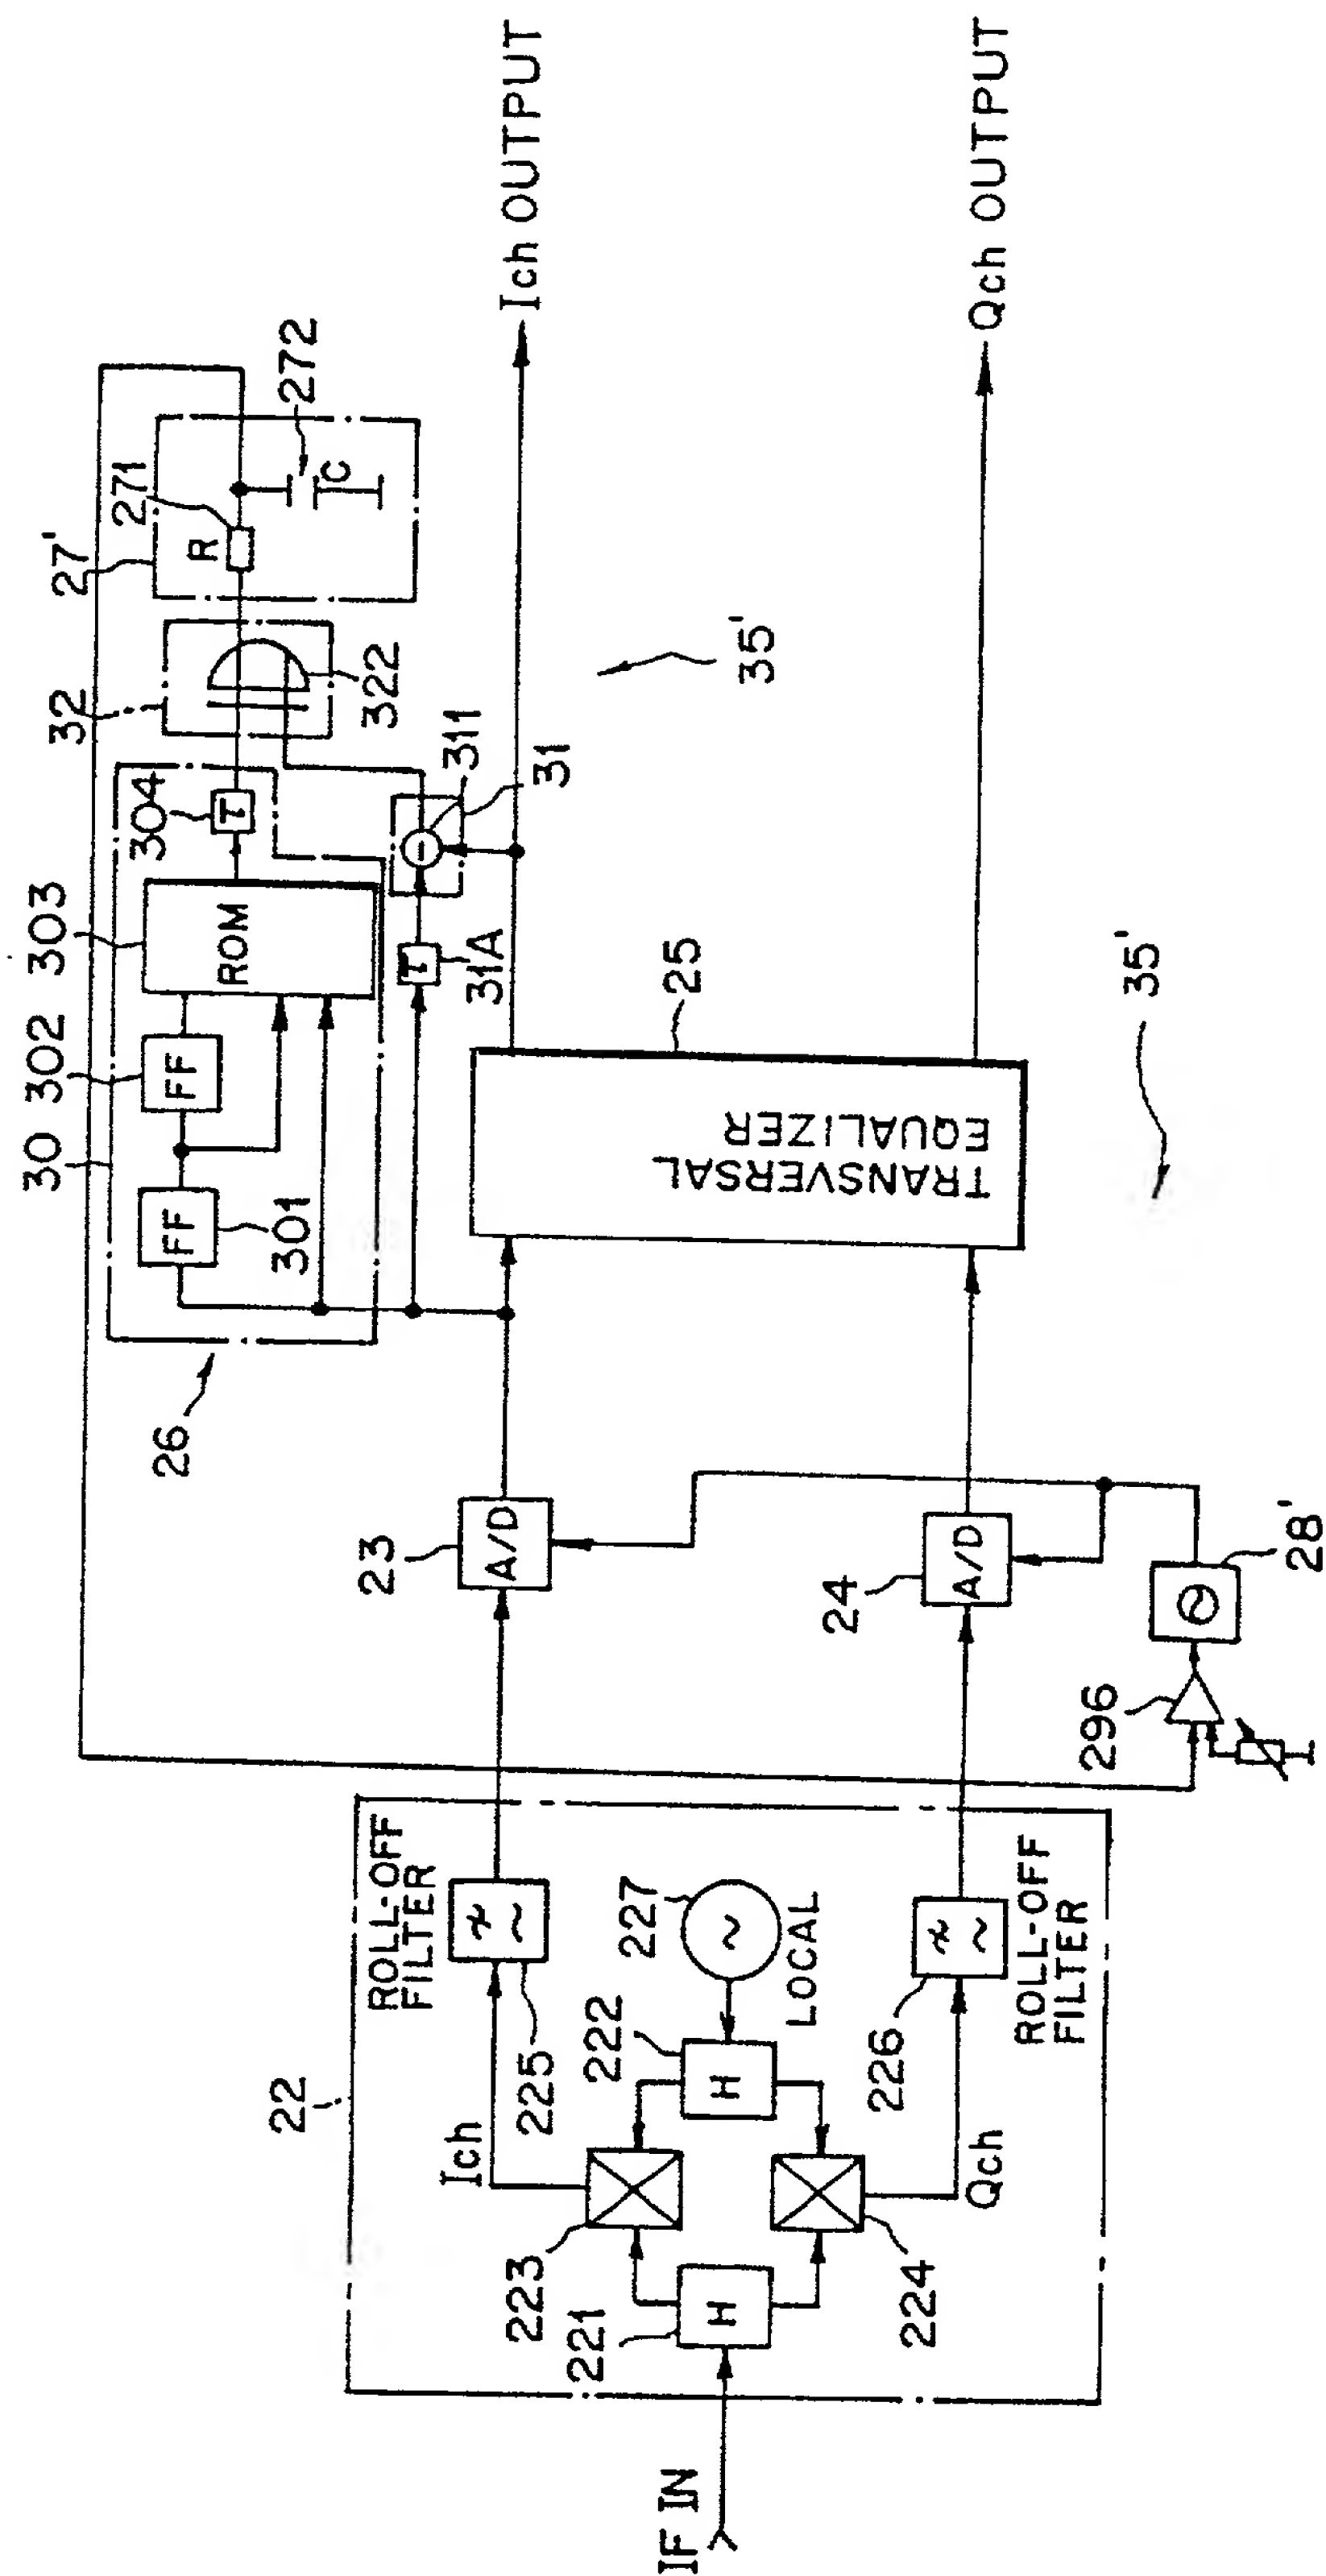 IF IN
22
221
H
222
H
223
224
Ich
Qch
227
~
LOCAL
225
ROLL-OFF
FILTER
226
ROLL-OFF
FILTER
296
28'
23
A/D
24
A/D
26
30
301
FF
302
FF
303
ROM
304
τ
31A
τ
31
311
−
32
322
27'
271
R
272
C
25
TRANSVERSAL
EQUALIZER
35'
35'
Ich OUTPUT
Qch OUTPUT